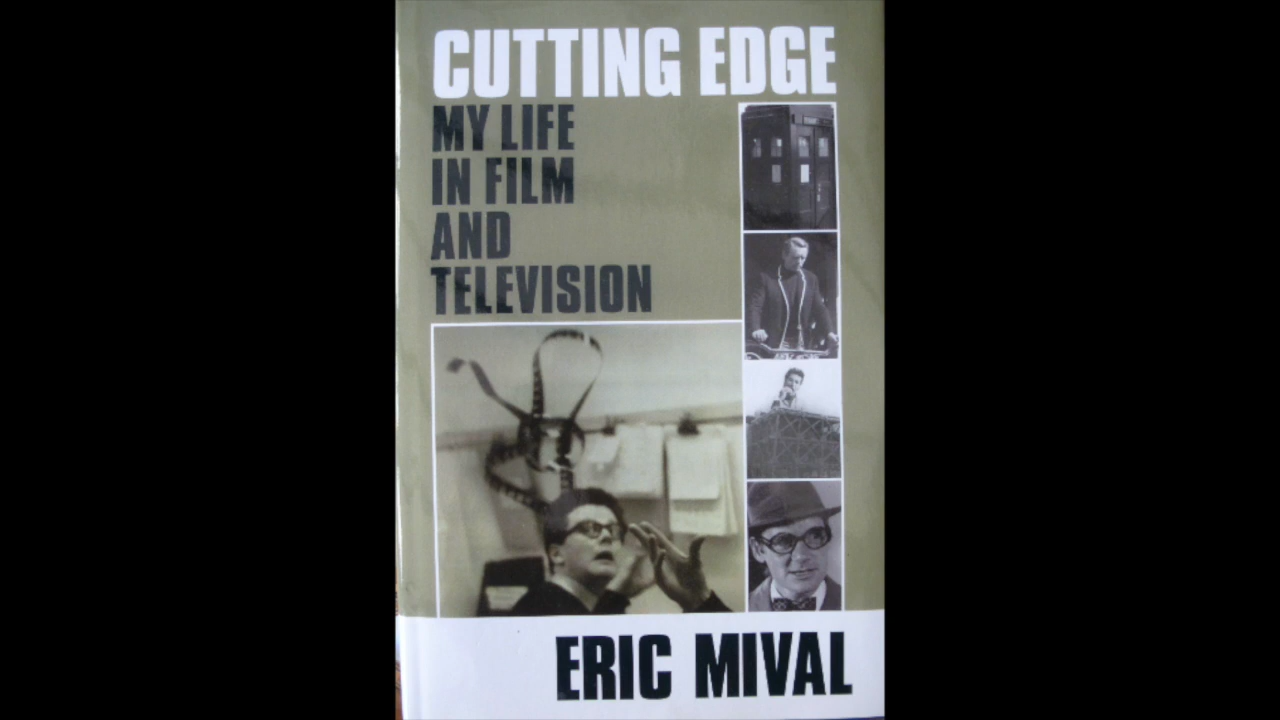 CUTTING EDGE
MY LIFE
IN FILM
AND
TELEVISION
ERIC MIVAL